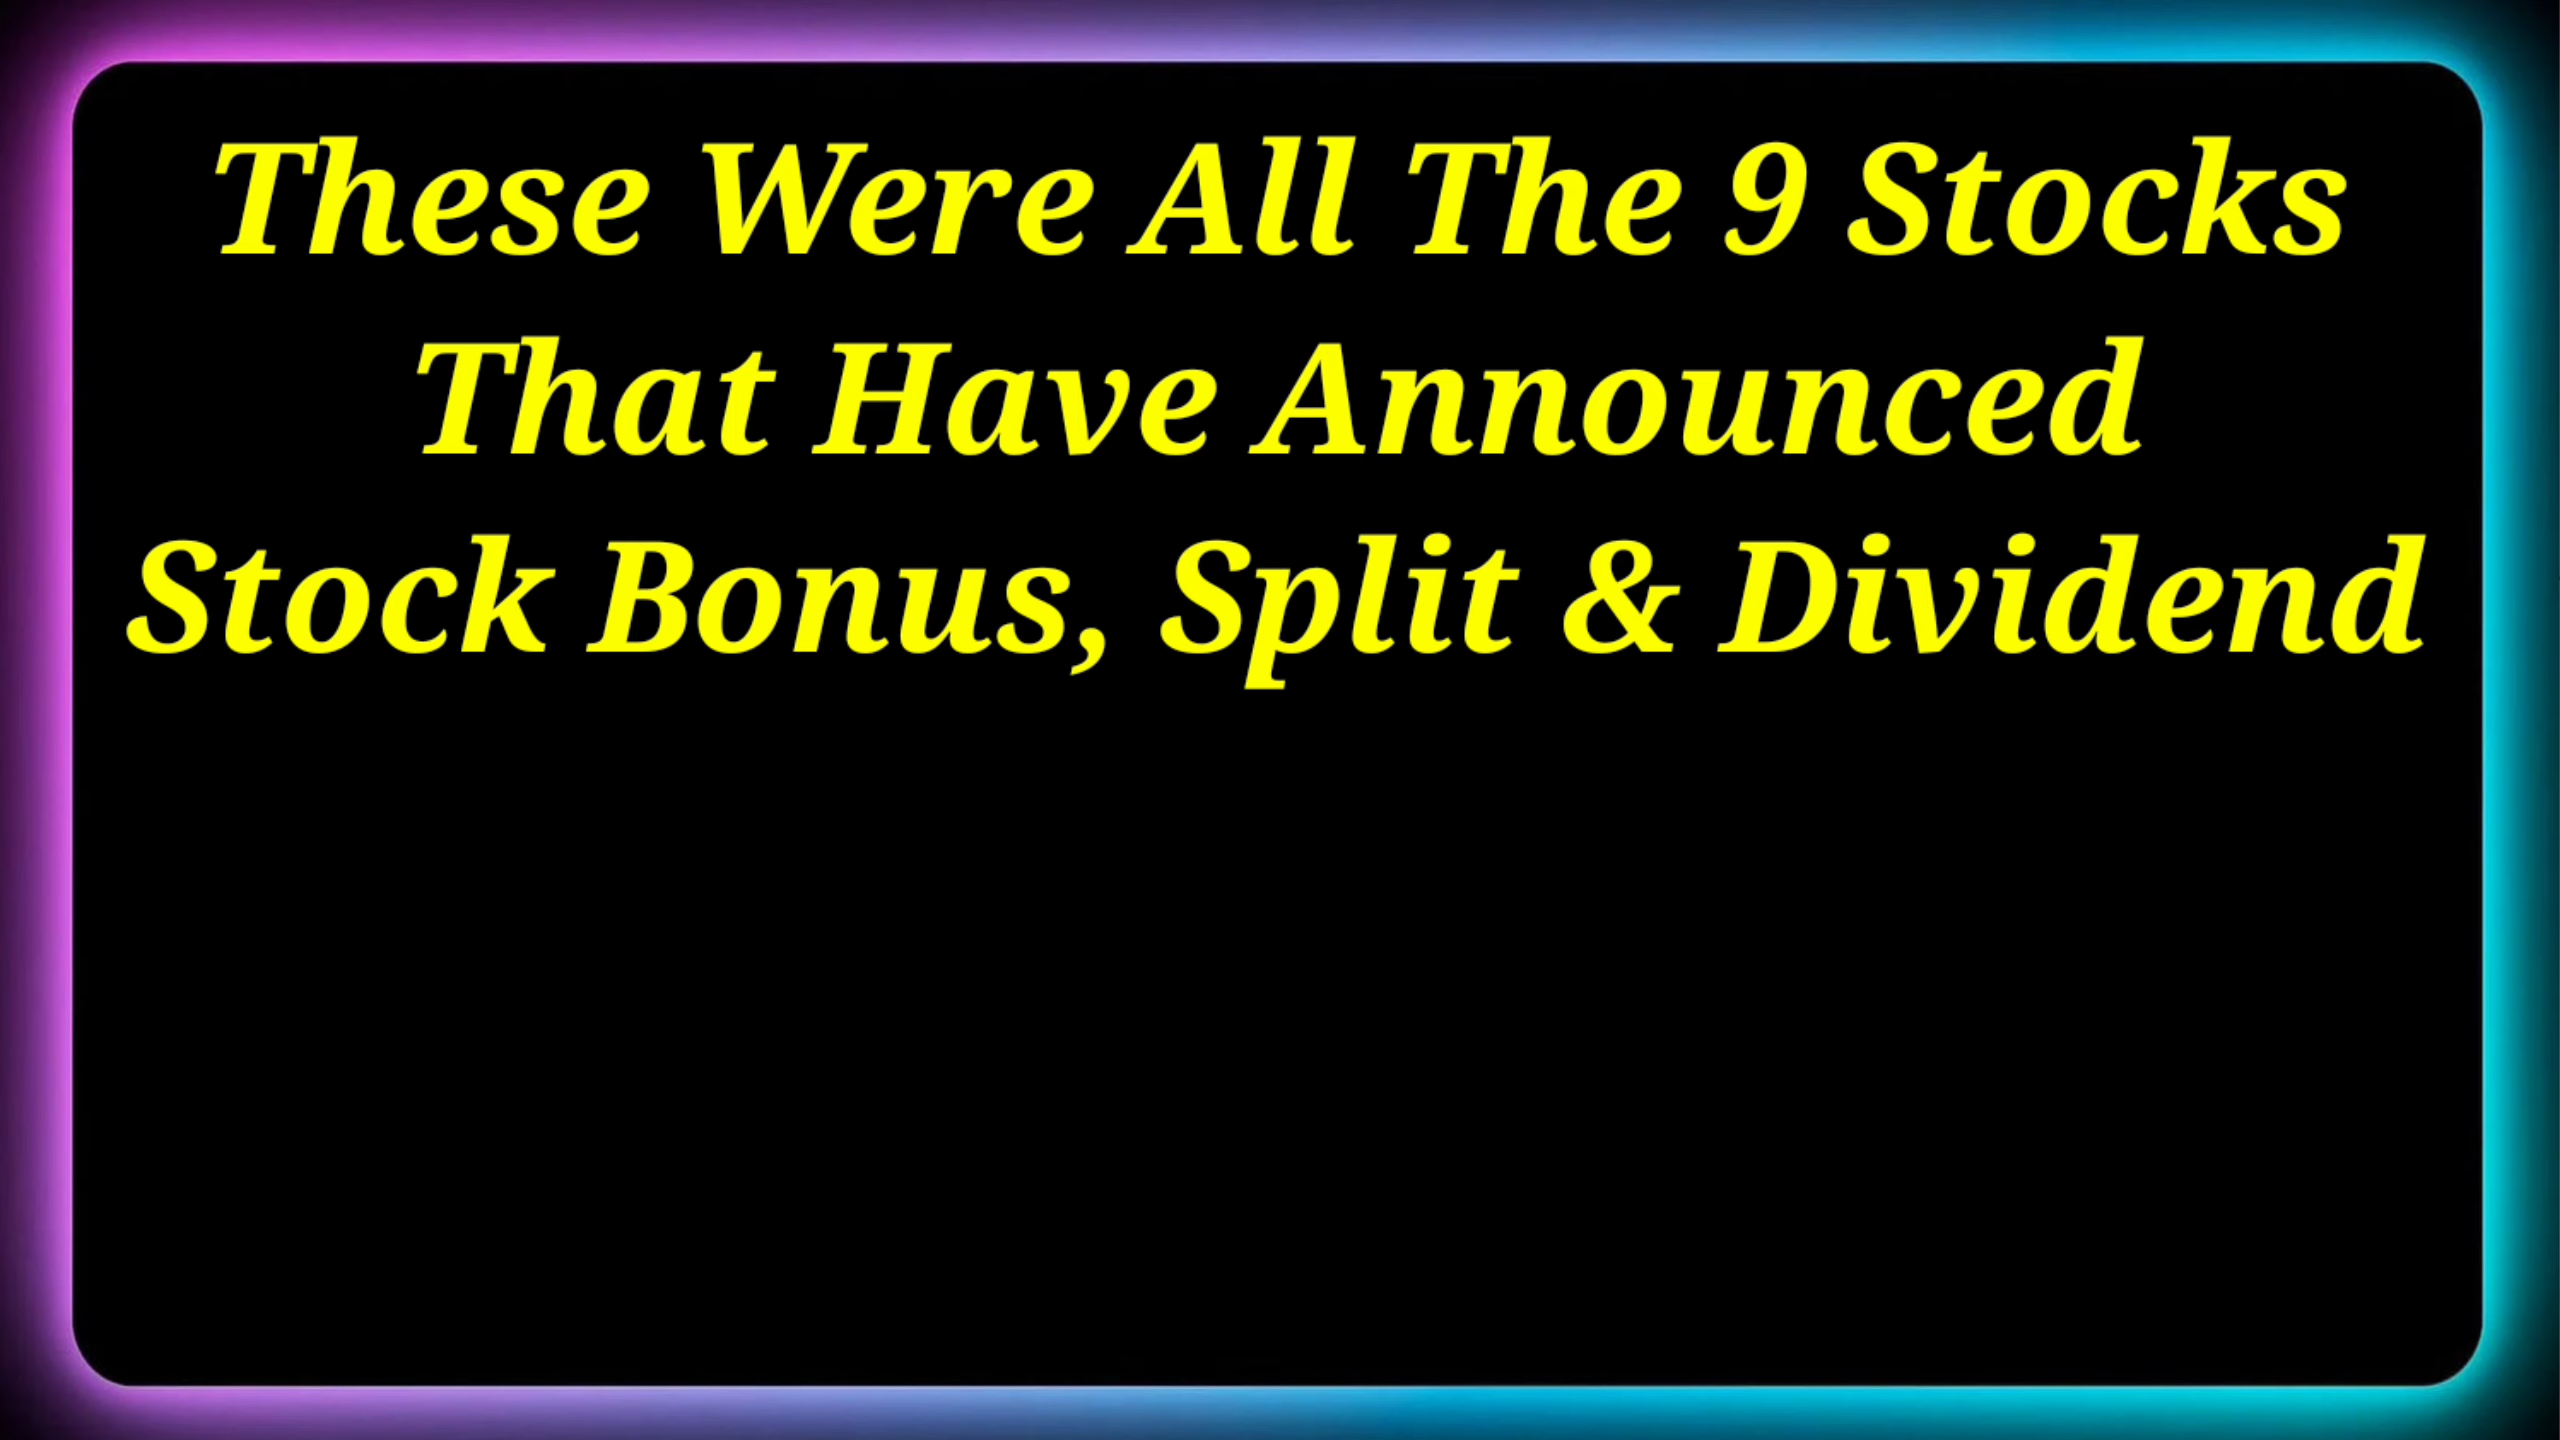 These Were All The 9 Stocks
That Have Announced
Stock Bonus, Split & Dividend